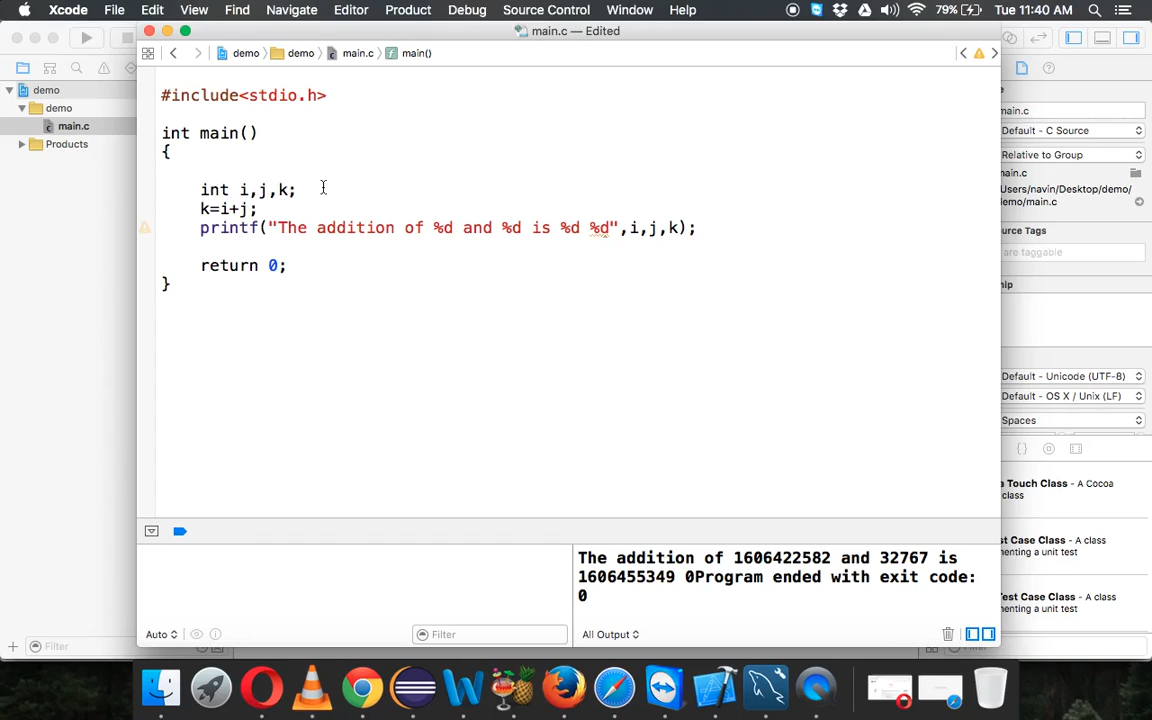 Xcode File Edit View Find Navigate Editor Product Debug Source Control Window Help 79% Tue 11:40 AM
main.c — Edited
demo demo main.c main()
demo
demo
main.c
Products
#include<stdio.h>
int main()
{
int i,j,k;
k=i+j;
printf("The addition of %d and %d is %d %d",i,j,k);
return 0;
}
main.c
Default - C Source
Relative to Group
main.c
Users/navin/Desktop/demo/
demo/main.c
Source Tags
are taggable
Default - Unicode (UTF-8)
Default - OS X / Unix (LF)
Spaces
{ }
a Touch Class - A Cocoa
class
st Case Class - A class
menting a unit test
Test Case Class - A class
menting a unit test
The addition of 1606422582 and 32767 is
1606455349 0Program ended with exit code:
0
Filter
Auto
Filter
All Output